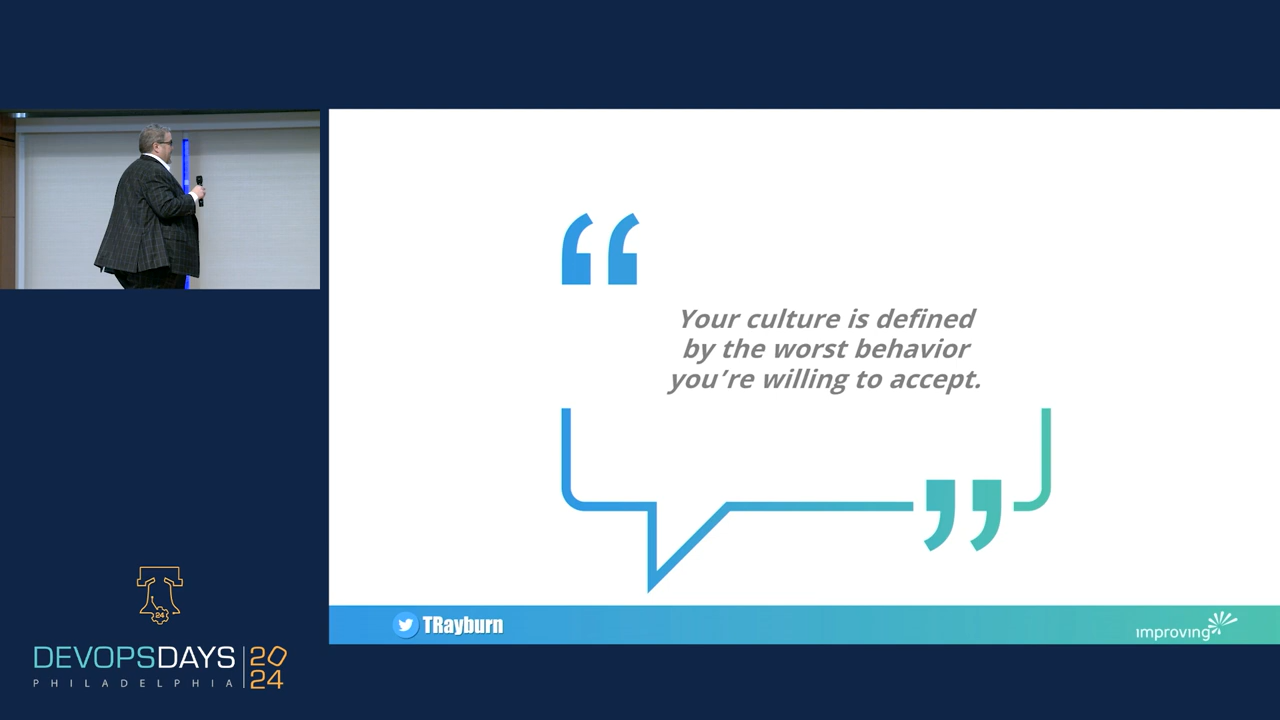 Your culture is defined
by the worst behavior
you're willing to accept.
TRayburn
improving
24
DEVOPSDAYS
PHILADELPHIA
20
24